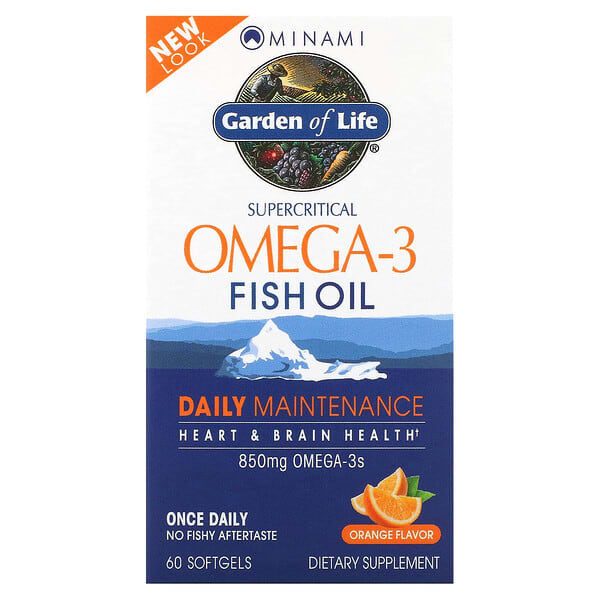 NEW
LOOK
MINAMI
Garden of Life®
SUPERCRITICAL
OMEGA-3
FISH OIL
DAILY MAINTENANCE
HEART & BRAIN HEALTH†
850mg OMEGA-3s
ONCE DAILY
NO FISHY AFTERTASTE
ORANGE FLAVOR
60 SOFTGELS
DIETARY SUPPLEMENT